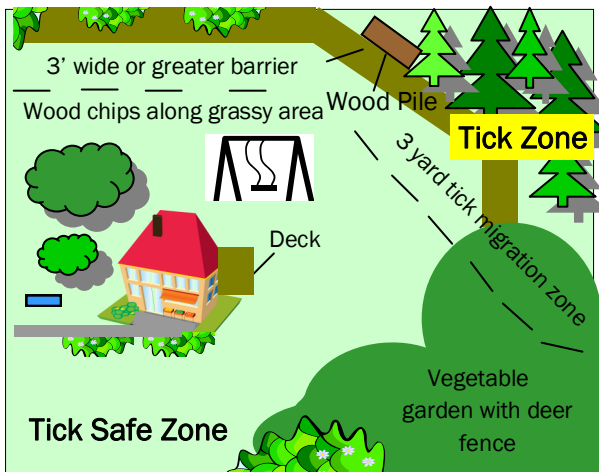 3' wide or greater barrier
Wood chips along grassy area
Wood Pile
Tick Zone
3 yard tick migration zone
Deck
Vegetable
garden with deer
fence
Tick Safe Zone